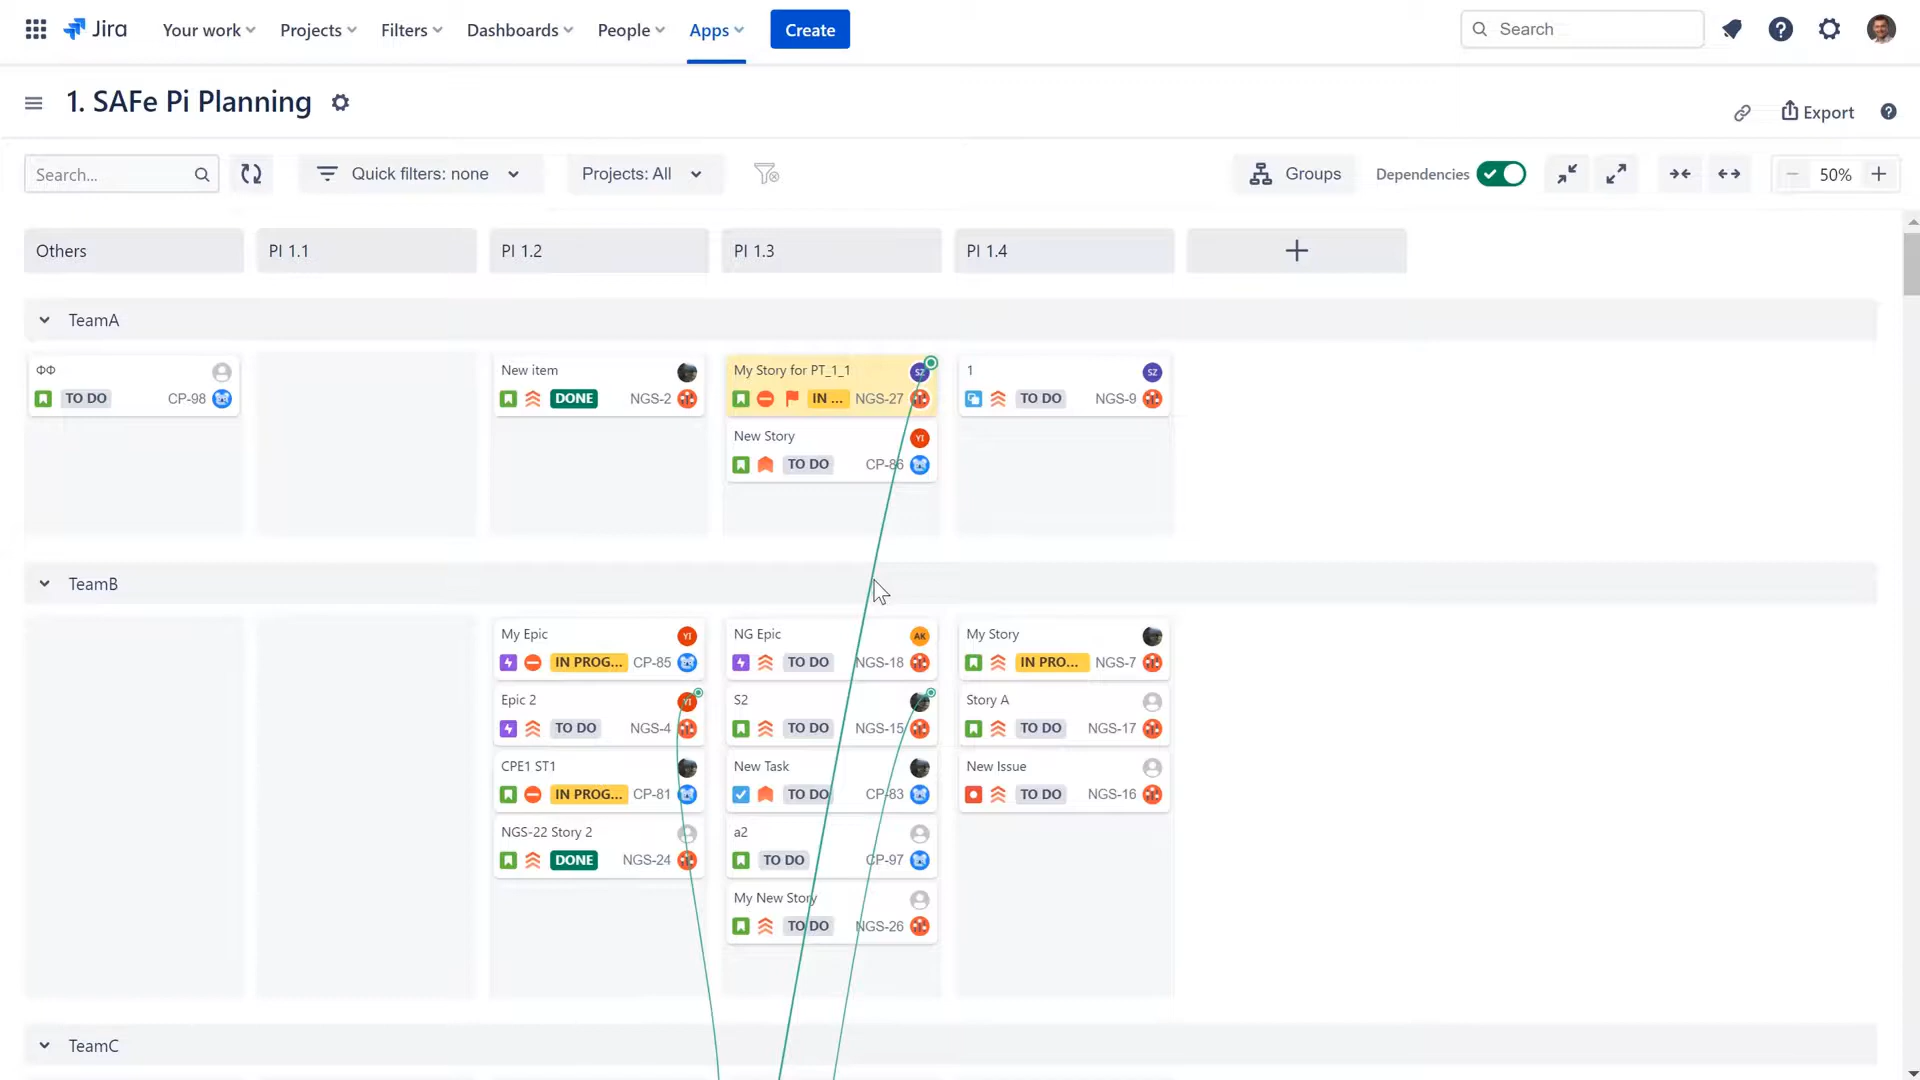 Jira Your work Projects Filters Dashboards People Apps Create Search
1. SAFe Pi Planning
Export
Search... Quick filters: none Projects: All Groups Dependencies 50%
Others PI 1.1 PI 1.2 PI 1.3 PI 1.4
TeamA
ФФ
TO DO CP-98
New item
DONE NGS-2
My Story for PT_1_1 SZ
IN ... NGS-27
New Story YI
TO DO CP-86
1 SZ
TO DO NGS-9
TeamB
My Epic YI
IN PROG... CP-85
Epic 2 YI
TO DO NGS-4
CPE1 ST1
IN PROG... CP-81
NGS-22 Story 2
DONE NGS-24
NG Epic AK
TO DO NGS-18
S2
TO DO NGS-15
New Task
TO DO CP-83
a2
TO DO CP-97
My New Story
TO DO NGS-26
My Story
IN PRO... NGS-7
Story A
TO DO NGS-17
New Issue
TO DO NGS-16
TeamC